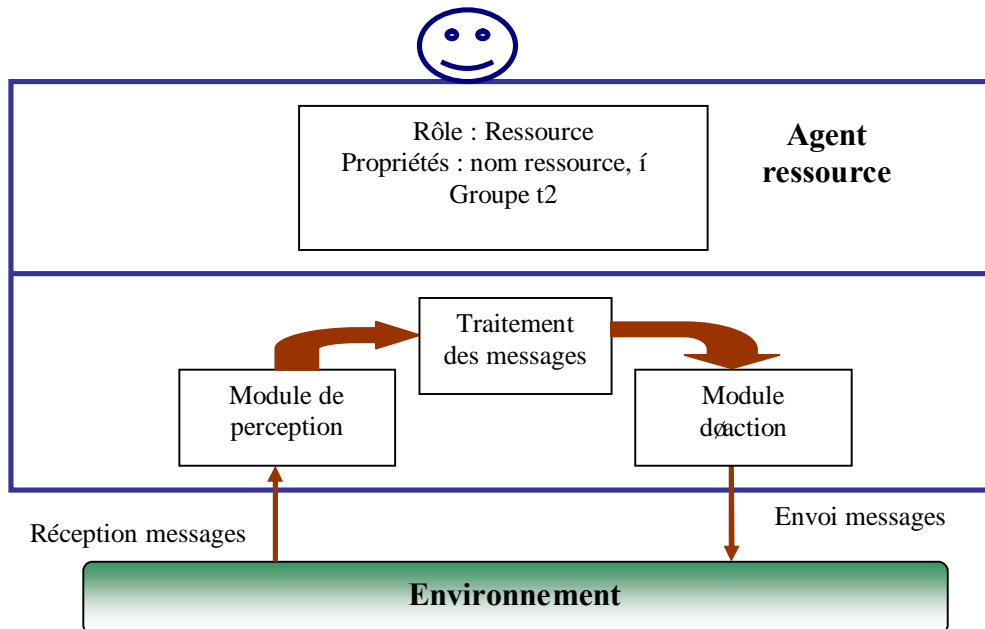 Rôle : Ressource
Propriétés : nom ressource, í
Groupe t2
Agent
ressource
Traitement
des messages
Module de
perception
Module
døaction
Réception messages
Envoi messages
Environnement